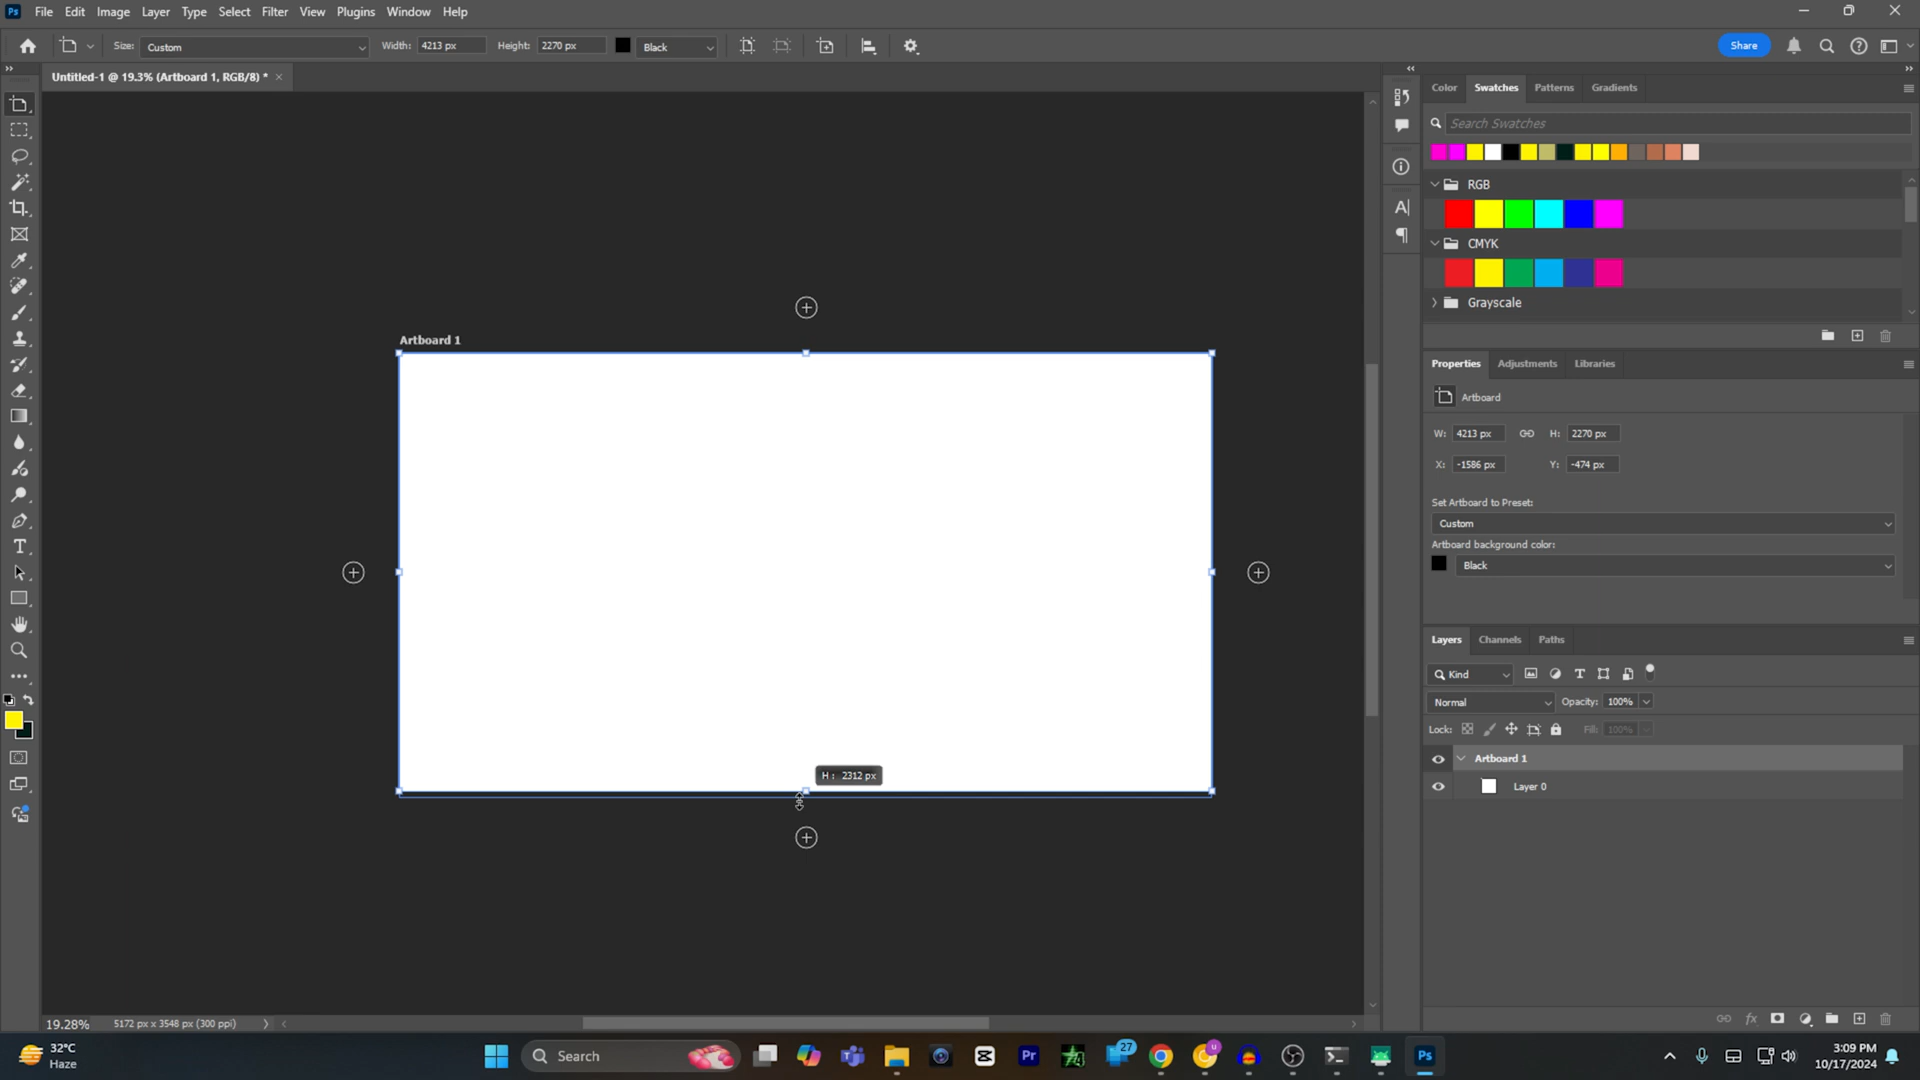 Ps File Edit Image Layer Type Select Filter View Plugins Window Help
Size: Custom Width: 4213 px Height: 2270 px Black Share
Untitled-1 @ 19.3% (Artboard 1, RGB/8) *
Color Swatches Patterns Gradients
Search Swatches
RGB
CMYK
Grayscale
Artboard 1
Properties Adjustments Libraries
Artboard
W: 4213 px H: 2270 px
X: -1586 px Y: -474 px
Set Artboard to Preset:
Custom
Artboard background color:
Black
Layers Channels Paths
Kind
Normal Opacity: 100%
Lock: Fill: 100%
Artboard 1
Layer 0
H: 2312 px
19.28% 5172 px x 3548 px (300 ppi)
32°C
Haze
Search
Pr
27
u
Ps
3:09 PM
10/17/2024